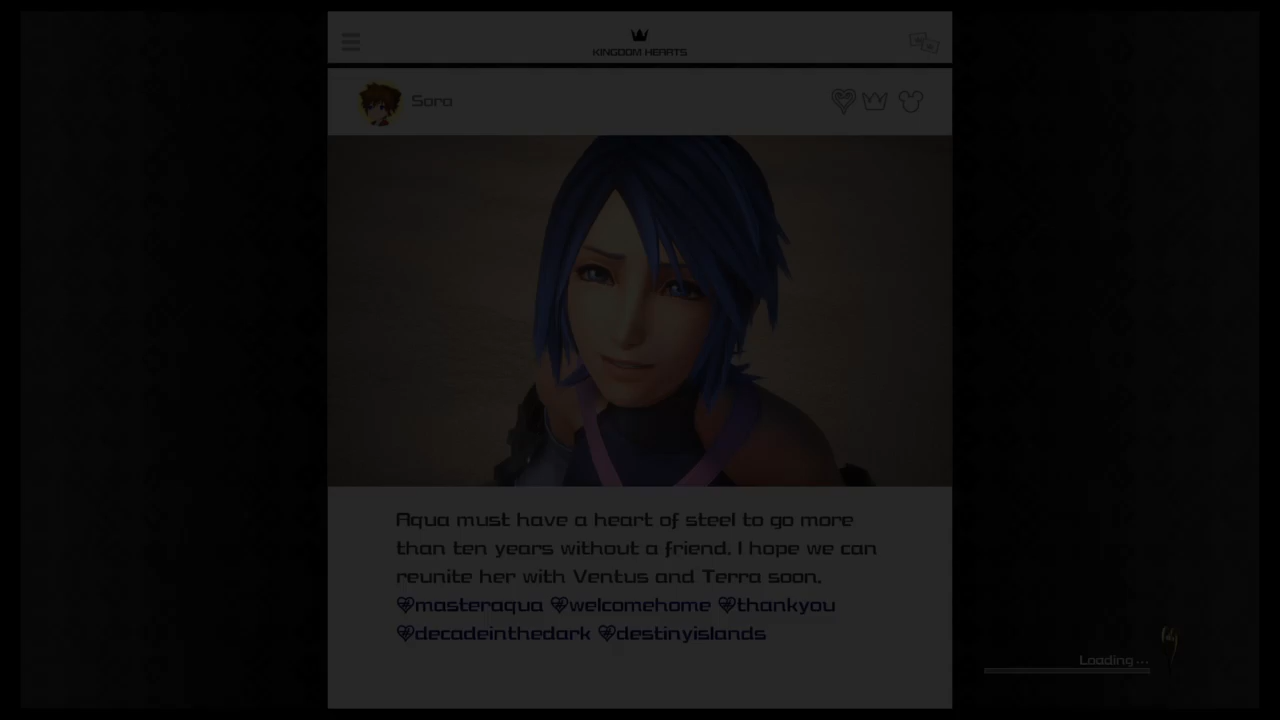 KINGDOM HEARTS
Sora
Aqua must have a heart of steel to go more
than ten years without a friend. I hope we can
reunite her with Ventus and Terra soon.
masteraqua welcomehome thankyou
decadeinthedark destinyislands
Loading...